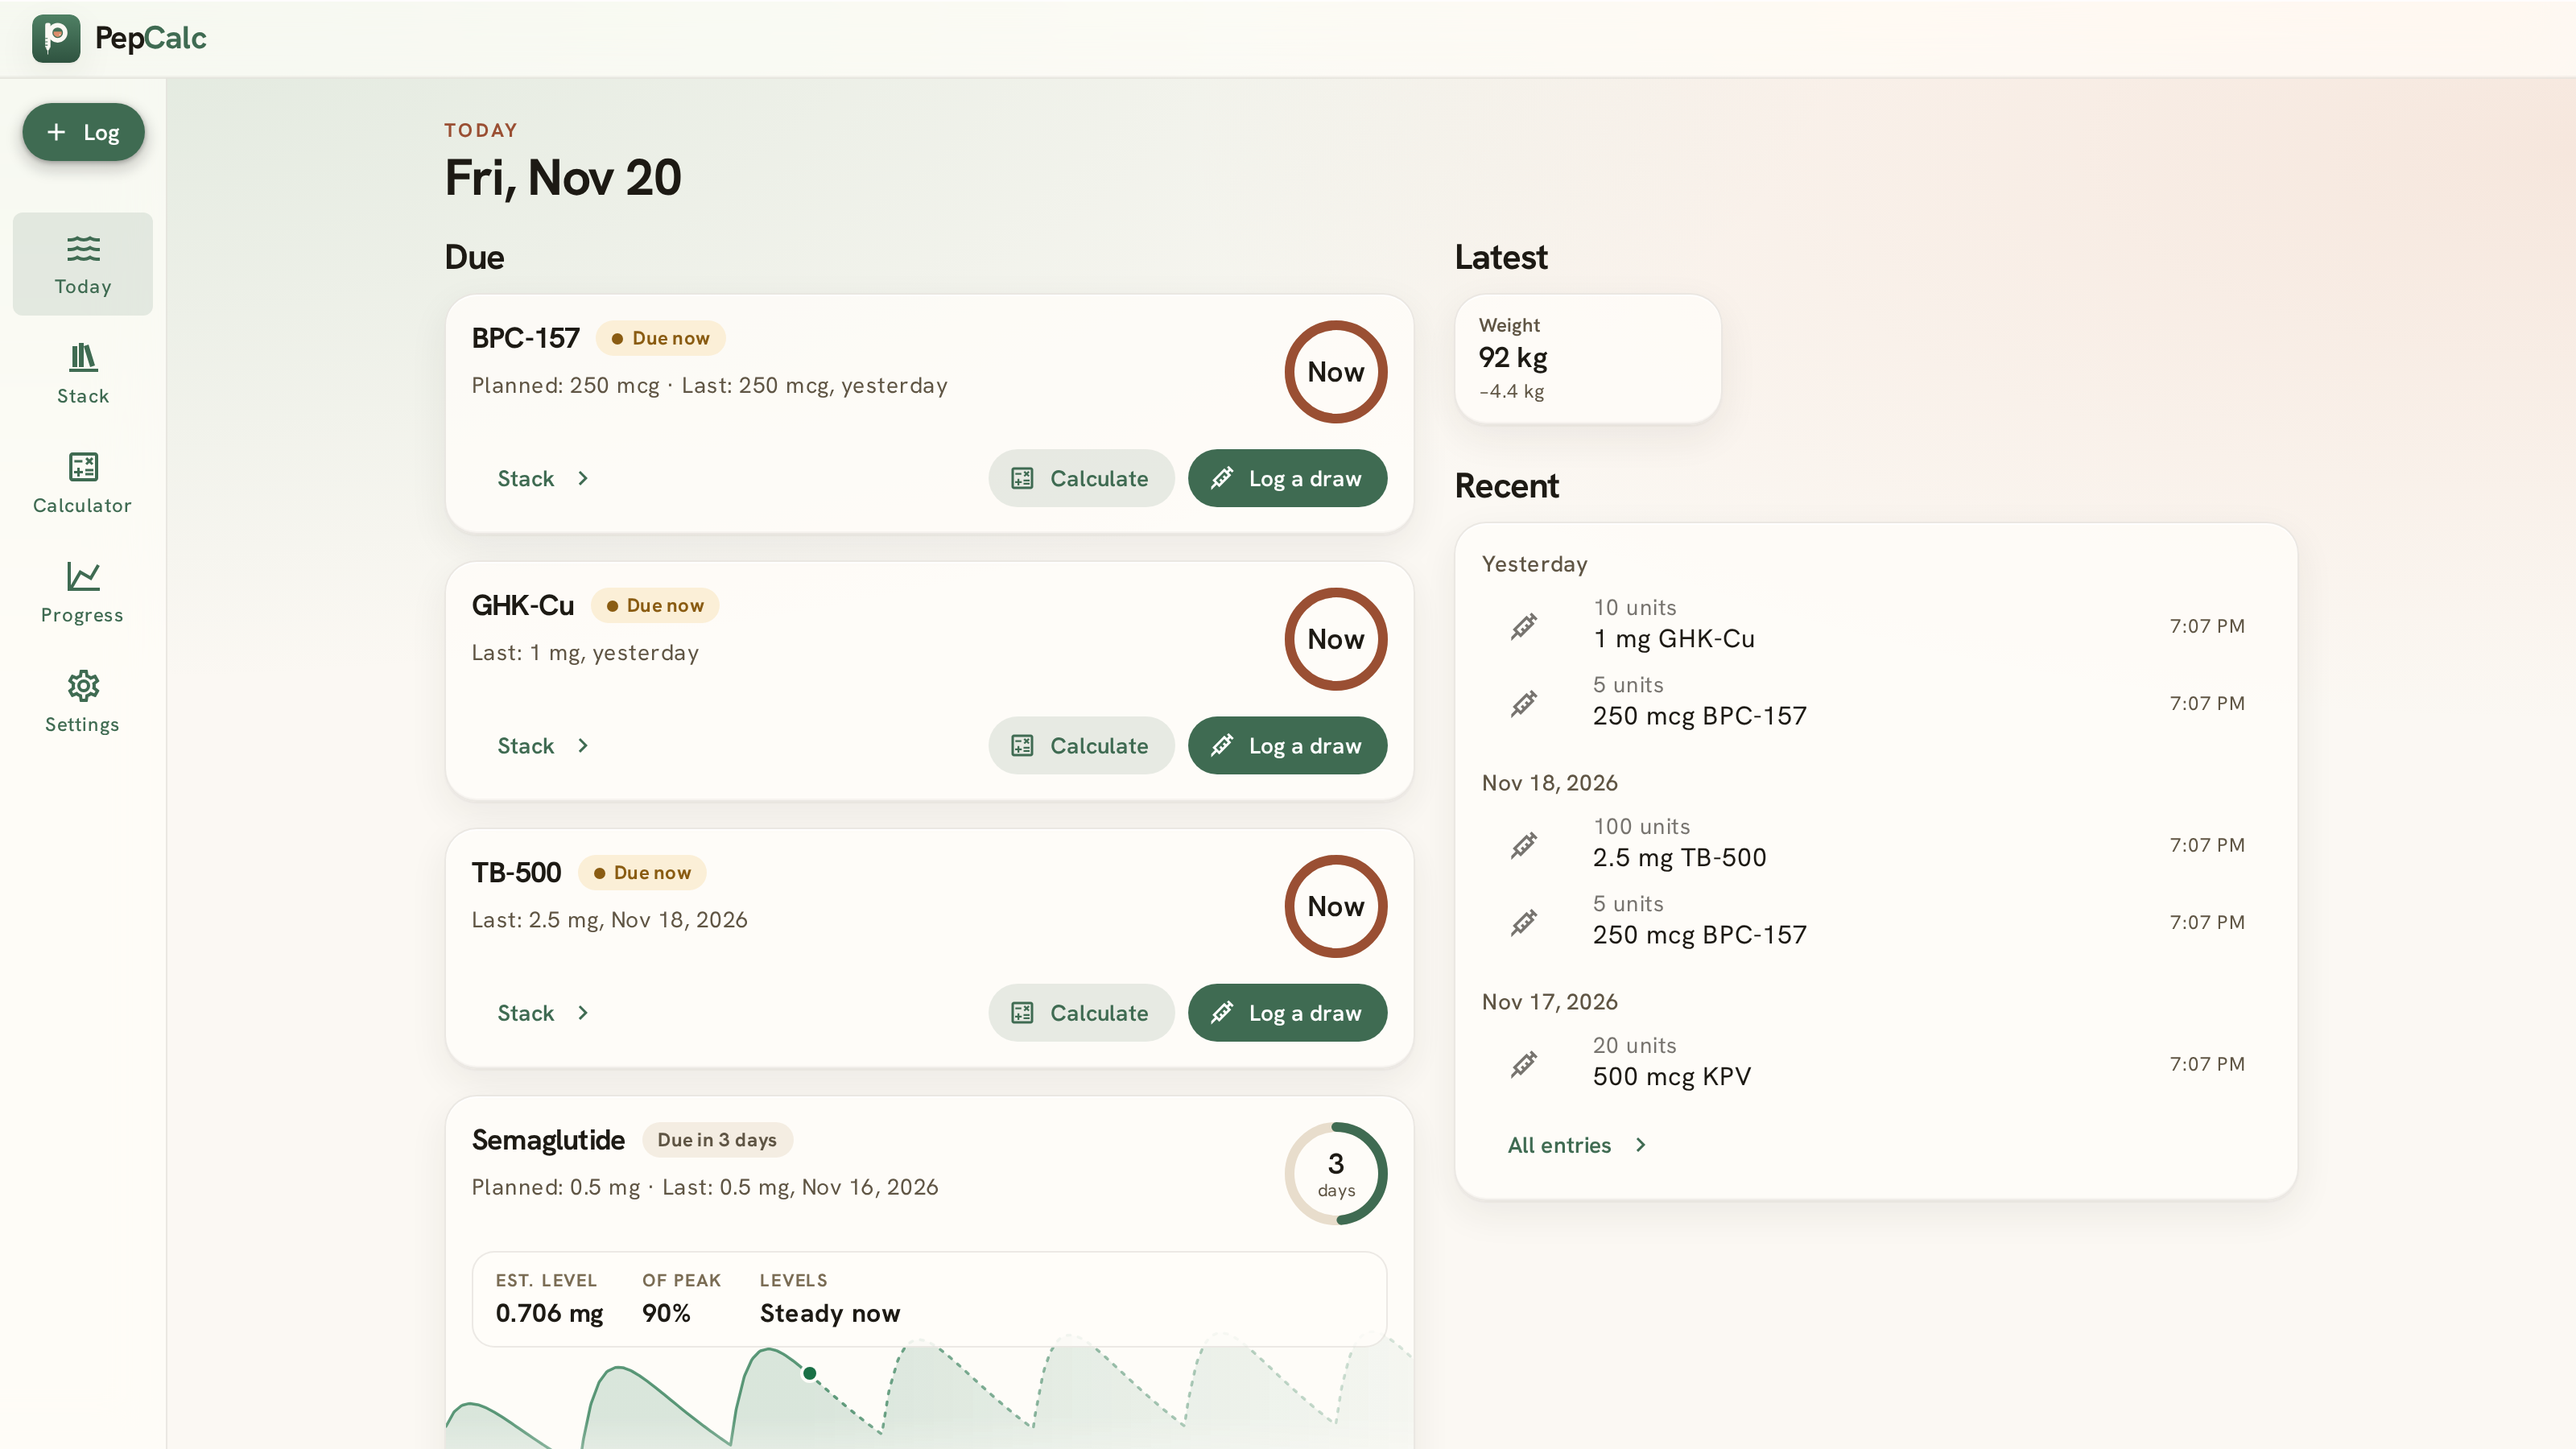 PepCalc
Log
Today
Stack
Calculator
Progress
Settings
TODAY
Fri, Nov 20
Due
BPC-157
Due now
Planned: 250 mcg · Last: 250 mcg, yesterday
Now
Stack
Calculate
Log a draw
GHK-Cu
Due now
Last: 1 mg, yesterday
Now
Stack
Calculate
Log a draw
TB-500
Due now
Last: 2.5 mg, Nov 18, 2026
Now
Stack
Calculate
Log a draw
Semaglutide
Due in 3 days
Planned: 0.5 mg · Last: 0.5 mg, Nov 16, 2026
3
days
EST. LEVEL
0.706 mg
OF PEAK
90%
LEVELS
Steady now
Latest
Weight
92 kg
−4.4 kg
Recent
Yesterday
10 units
1 mg GHK-Cu
7:07 PM
5 units
250 mcg BPC-157
7:07 PM
Nov 18, 2026
100 units
2.5 mg TB-500
7:07 PM
5 units
250 mcg BPC-157
7:07 PM
Nov 17, 2026
20 units
500 mcg KPV
7:07 PM
All entries